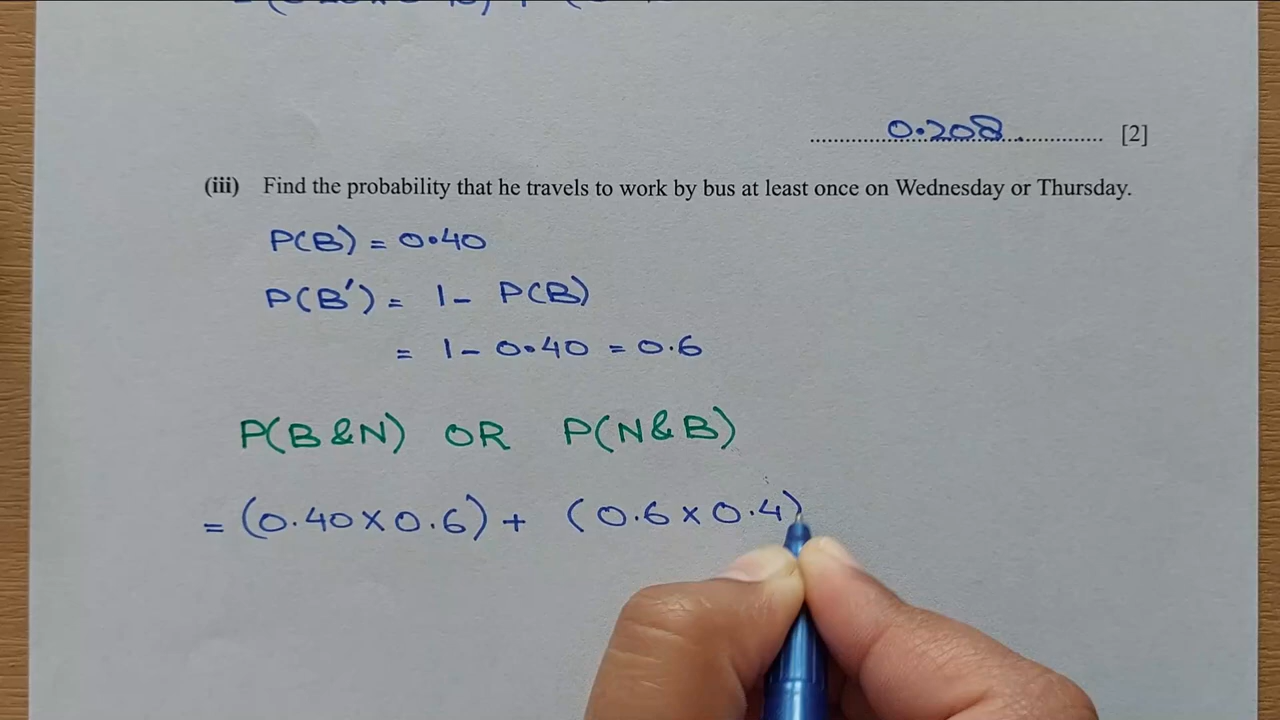 0.208 [2]
(iii) Find the probability that he travels to work by bus at least once on Wednesday or Thursday.
P(B) = 0.40
P(B') = 1 - P(B)
= 1 - 0.40 = 0.6
P(B & N) OR P(N & B)
= (0.40 × 0.6) + (0.6 × 0.4)